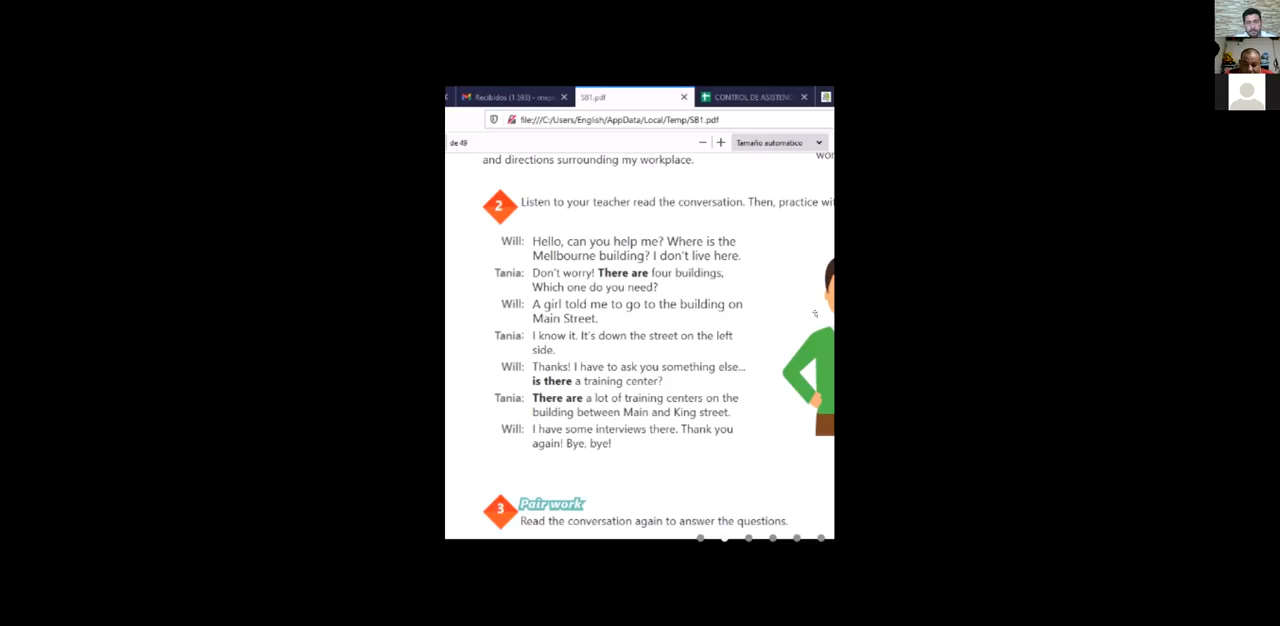 Recibidos (1.593) - mep
SB1.pdf
CONTROL DE ASISTENC
file:///C:/Users/English/AppData/Local/Temp/SB1.pdf
de 49
Tamaño automático
and directions surrounding my workplace.
wor
2
Listen to your teacher read the conversation. Then, practice wit
Will: Hello, can you help me? Where is the
Mellbourne building? I don't live here.
Tania: Don't worry! There are four buildings,
Which one do you need?
Will: A girl told me to go to the building on
Main Street.
Tania: I know it. It's down the street on the left
side.
Will: Thanks! I have to ask you something else...
is there a training center?
Tania: There are a lot of training centers on the
building between Main and King street.
Will: I have some interviews there. Thank you
again! Bye, bye!
3
Pair work
Read the conversation again to answer the questions.